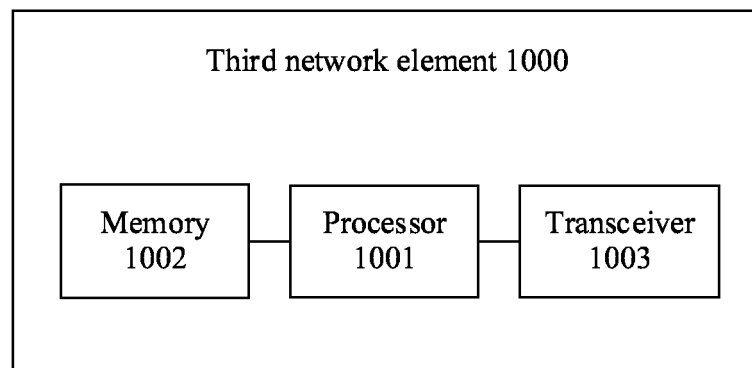 Third network element 1000
Memory
1002
Processor
1001
Transceiver
1003